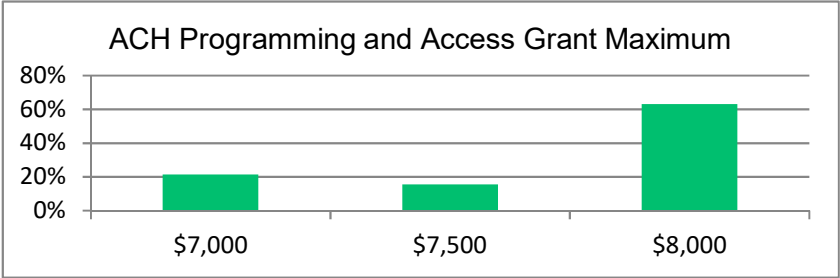 ACH Programming and Access Grant Maximum
80%
60%
40%
20%
0%
$7,000 $7,500 $8,000